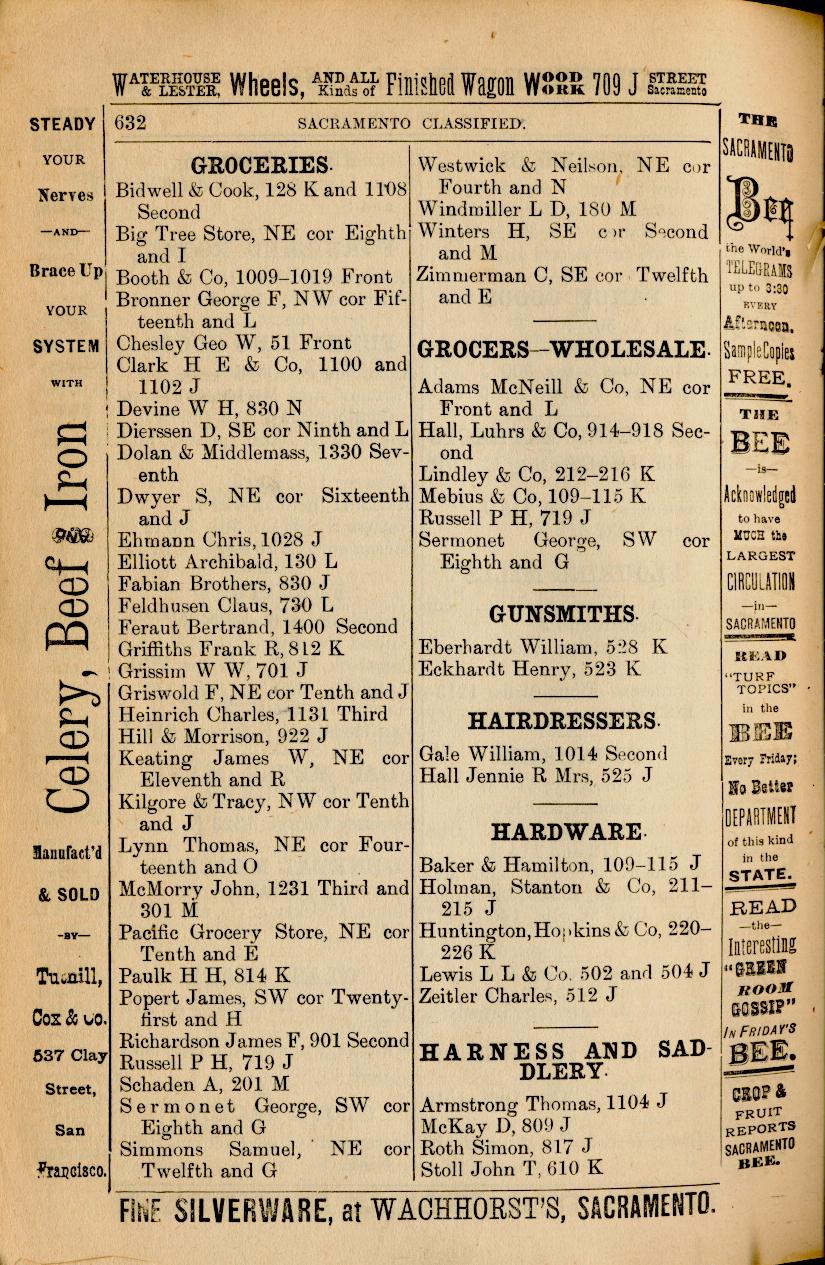 WATERHOUSE & LESTER, Wheels, AND ALL Kinds of Finished Wagon WOOD WORK 709 J STREET Sacramento
632 SACRAMENTO CLASSIFIED.
STEADY
YOUR
Nerves
—AND—
Brace Up
YOUR
SYSTEM
WITH
Celery, Beef and Iron
Manufact'd
& SOLD
-BY-
Tufnill,
Cox & Co.
537 Clay
Street,
San
Francisco.
GROCERIES.
Bidwell & Cook, 128 K and 1108
Second
Big Tree Store, NE cor Eighth
and I
Booth & Co, 1009–1019 Front
Bronner George F, NW cor Fif-
teenth and L
Chesley Geo W, 51 Front
Clark H E & Co, 1100 and
1102 J
Devine W H, 830 N
Dierssen D, SE cor Ninth and L
Dolan & Middlemass, 1330 Sev-
enth
Dwyer S, NE cor Sixteenth
and J
Ehmann Chris, 1028 J
Elliott Archibald, 130 L
Fabian Brothers, 830 J
Feldhusen Claus, 730 L
Feraut Bertrand, 1400 Second
Griffiths Frank R, 812 K
Grissim W W, 701 J
Griswold F, NE cor Tenth and J
Heinrich Charles, 1131 Third
Hill & Morrison, 922 J
Keating James W, NE cor
Eleventh and R
Kilgore & Tracy, NW cor Tenth
and J
Lynn Thomas, NE cor Four-
teenth and O
McMorry John, 1231 Third and
301 M
Pacific Grocery Store, NE cor
Tenth and E
Paulk H H, 814 K
Popert James, SW cor Twenty-
first and H
Richardson James F, 901 Second
Russell P H, 719 J
Schaden A, 201 M
Sermonet George, SW cor
Eighth and G
Simmons Samuel, NE cor
Twelfth and G
Westwick & Neilson, NE cor
Fourth and N
Windmiller L D, 180 M
Winters H, SE cor Second
and M
Zimmerman C, SE cor Twelfth
and E
GROCERS—WHOLESALE.
Adams McNeill & Co, NE cor
Front and L
Hall, Luhrs & Co, 914–918 Sec-
ond
Lindley & Co, 212–216 K
Mebius & Co, 109–115 K
Russell P H, 719 J
Sermonet George, SW cor
Eighth and G
GUNSMITHS.
Eberhardt William, 528 K
Eckhardt Henry, 523 K
HAIRDRESSERS.
Gale William, 1014 Second
Hall Jennie R Mrs, 525 J
HARDWARE.
Baker & Hamilton, 109–115 J
Holman, Stanton & Co, 211–
215 J
Huntington, Hopkins & Co, 220–
226 K
Lewis L L & Co. 502 and 504 J
Zeitler Charles, 512 J
HARNESS AND SAD-
DLERY.
Armstrong Thomas, 1104 J
McKay D, 809 J
Roth Simon, 817 J
Stoll John T, 610 K
THE
SACRAMENTO
Bee
the World's
TELEGRAMS
up to 3:30
EVERY
Afternoon.
Sample Copies
FREE.
THE
BEE
—is—
Acknowledged
to have
MUCH the
LARGEST
CIRCULATION
—in—
SACRAMENTO
READ
"TURF
TOPICS"
in the
BEE
Every Friday;
No Better
DEPARTMENT
of this kind
in the
STATE.
READ
—the—
Interesting
"GREEN
ROOM
GOSSIP"
IN FRIDAY'S
BEE.
CROP &
FRUIT
REPORTS
SACRAMENTO
BEE.
FINE SILVERWARE, at WACHHORST'S, SACRAMENTO.